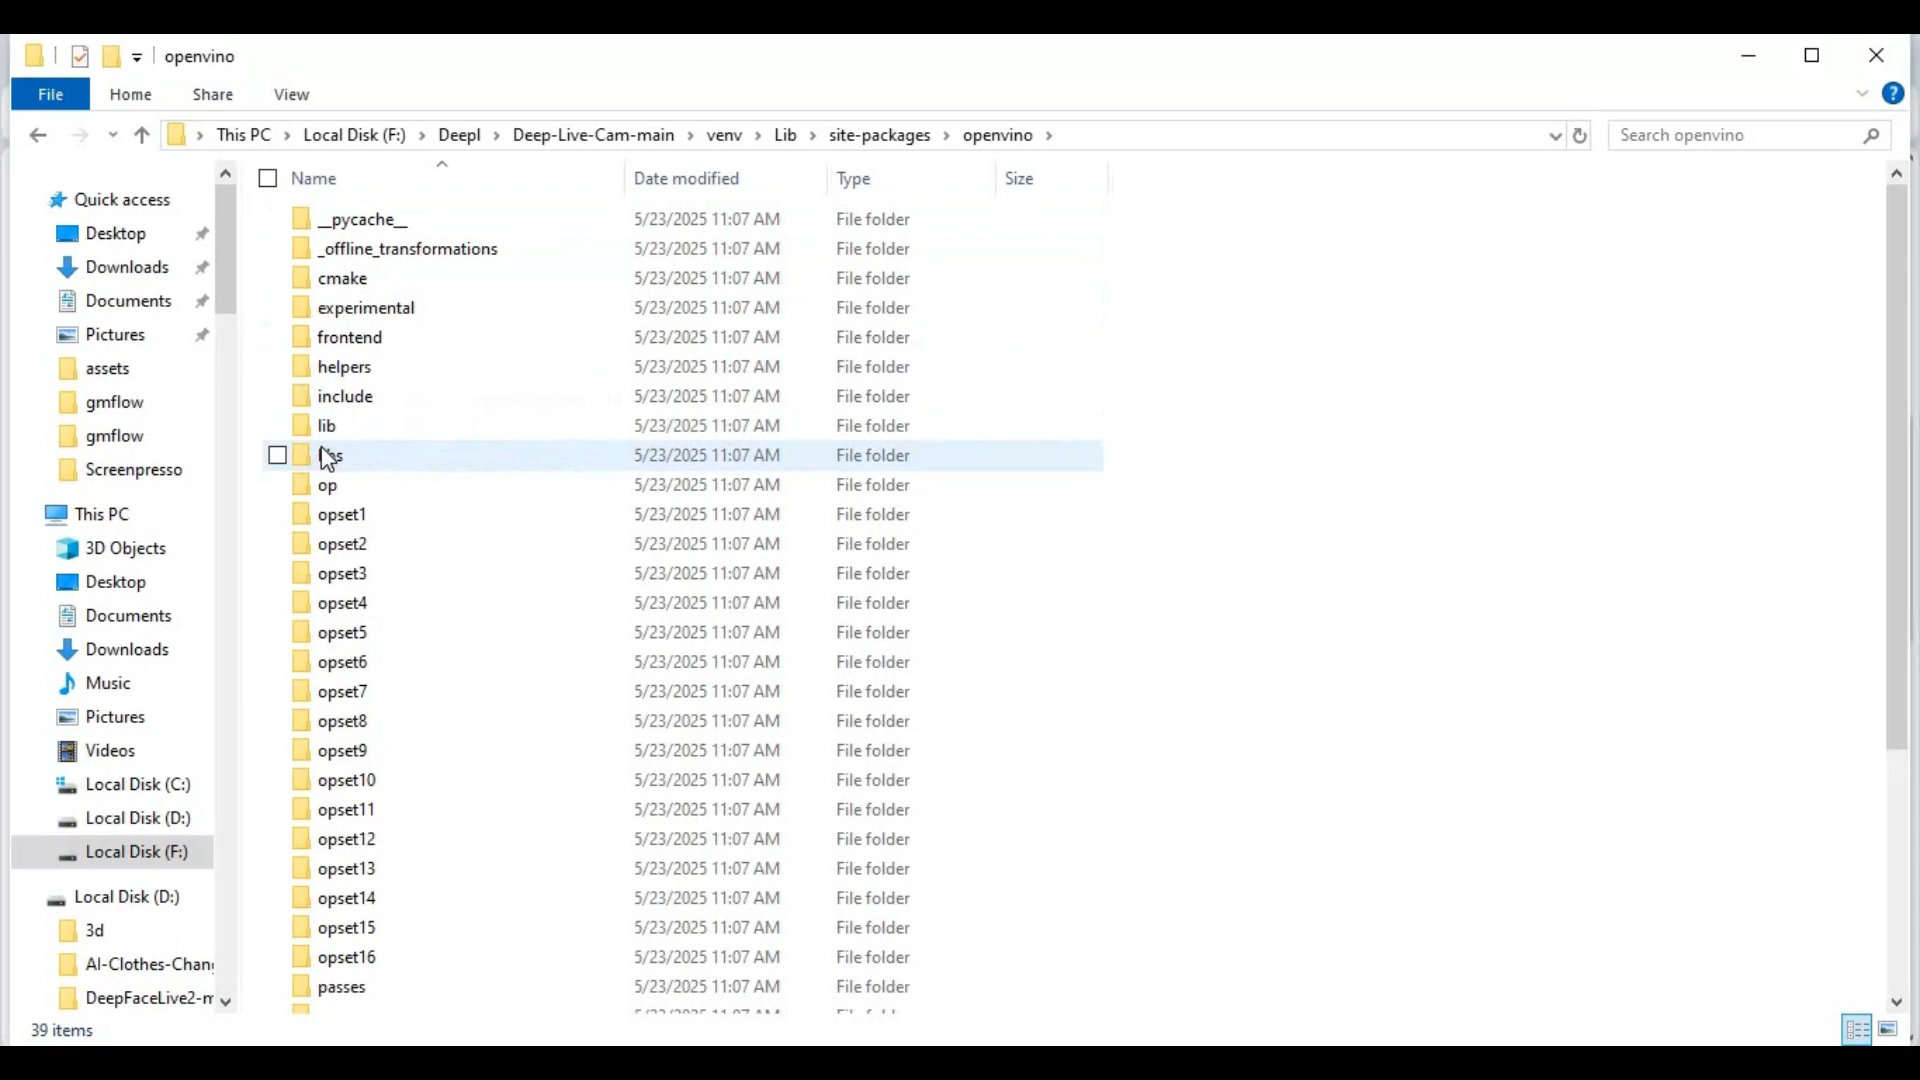 openvino
File Home Share View
This PC Local Disk (F:) Deepl Deep-Live-Cam-main venv Lib site-packages openvino
Search openvino
Name Date modified Type Size
Quick access
Desktop
Downloads
Documents
Pictures
assets
gmflow
gmflow
Screenpresso
This PC
3D Objects
Desktop
Documents
Downloads
Music
Pictures
Videos
Local Disk (C:)
Local Disk (D:)
Local Disk (F:)
Local Disk (D:)
3d
AI-Clothes-Chan
DeepFaceLive2-m
__pycache__ 5/23/2025 11:07 AM File folder
_offline_transformations 5/23/2025 11:07 AM File folder
cmake 5/23/2025 11:07 AM File folder
experimental 5/23/2025 11:07 AM File folder
frontend 5/23/2025 11:07 AM File folder
helpers 5/23/2025 11:07 AM File folder
include 5/23/2025 11:07 AM File folder
lib 5/23/2025 11:07 AM File folder
5/23/2025 11:07 AM File folder
op 5/23/2025 11:07 AM File folder
opset1 5/23/2025 11:07 AM File folder
opset2 5/23/2025 11:07 AM File folder
opset3 5/23/2025 11:07 AM File folder
opset4 5/23/2025 11:07 AM File folder
opset5 5/23/2025 11:07 AM File folder
opset6 5/23/2025 11:07 AM File folder
opset7 5/23/2025 11:07 AM File folder
opset8 5/23/2025 11:07 AM File folder
opset9 5/23/2025 11:07 AM File folder
opset10 5/23/2025 11:07 AM File folder
opset11 5/23/2025 11:07 AM File folder
opset12 5/23/2025 11:07 AM File folder
opset13 5/23/2025 11:07 AM File folder
opset14 5/23/2025 11:07 AM File folder
opset15 5/23/2025 11:07 AM File folder
opset16 5/23/2025 11:07 AM File folder
passes 5/23/2025 11:07 AM File folder
39 items